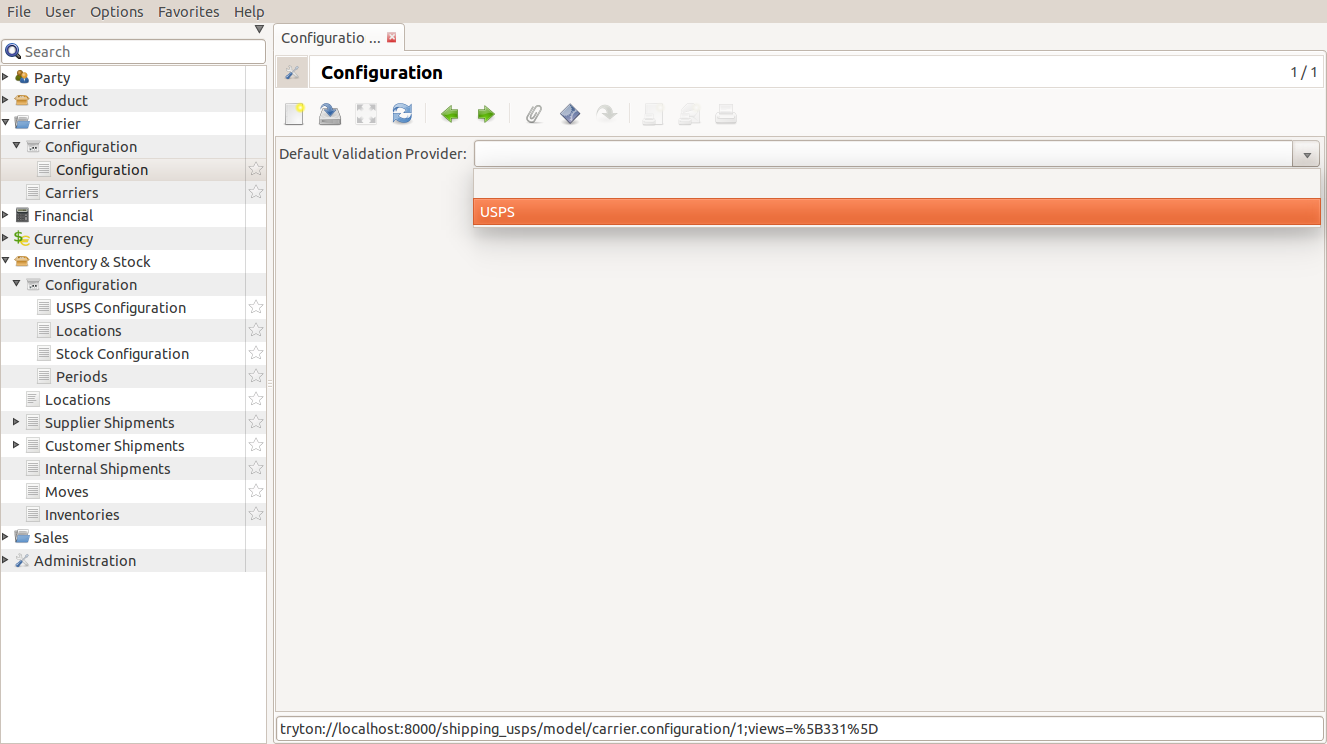 File User Options Favorites Help
Search
Party
Product
Carrier
Configuration
Configuration
Carriers
Financial
Currency
Inventory & Stock
Configuration
USPS Configuration
Locations
Stock Configuration
Periods
Locations
Supplier Shipments
Customer Shipments
Internal Shipments
Moves
Inventories
Sales
Administration
Configuratio ...
Configuration
1 / 1
Default Validation Provider:
USPS
tryton://localhost:8000/shipping_usps/model/carrier.configuration/1;views=%5B331%5D